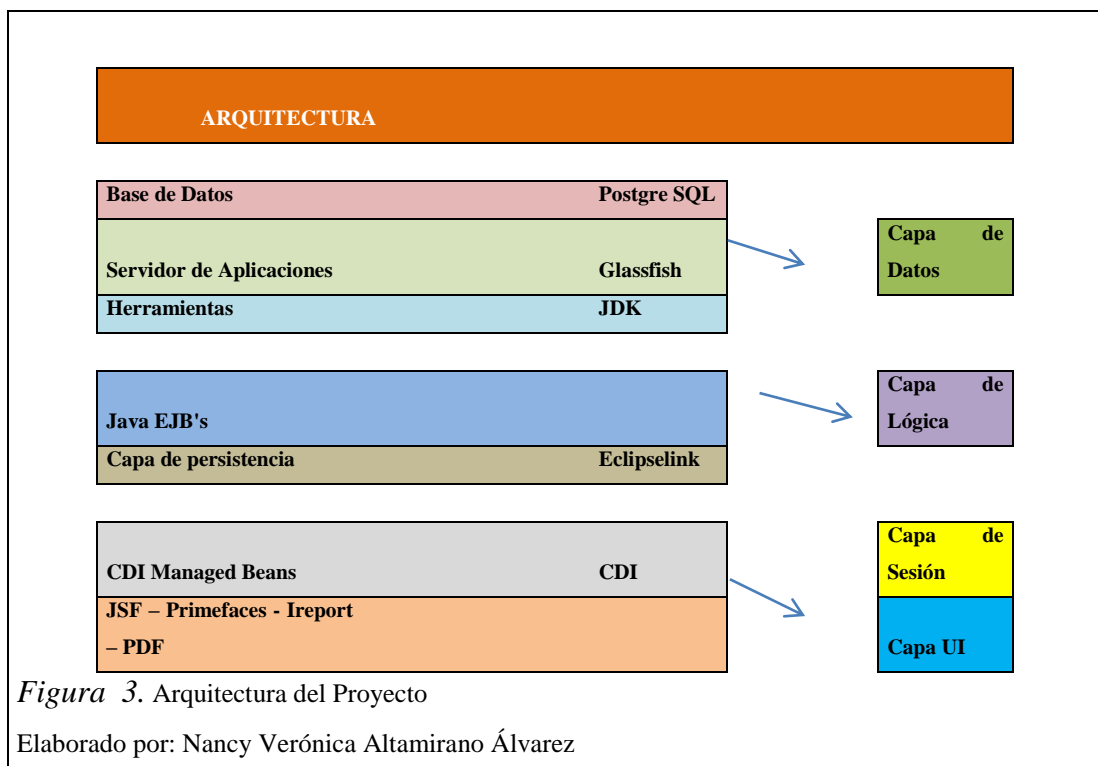 ARQUITECTURA
Base de Datos Postgre SQL
Servidor de Aplicaciones Glassfish
Herramientas JDK
Capa de
Datos
Java EJB's
Capa de persistencia Eclipselink
Capa de
Lógica
CDI Managed Beans CDI
JSF – Primefaces - Ireport
– PDF
Capa de
Sesión
Capa UI
Figura 3. Arquitectura del Proyecto
Elaborado por: Nancy Verónica Altamirano Álvarez